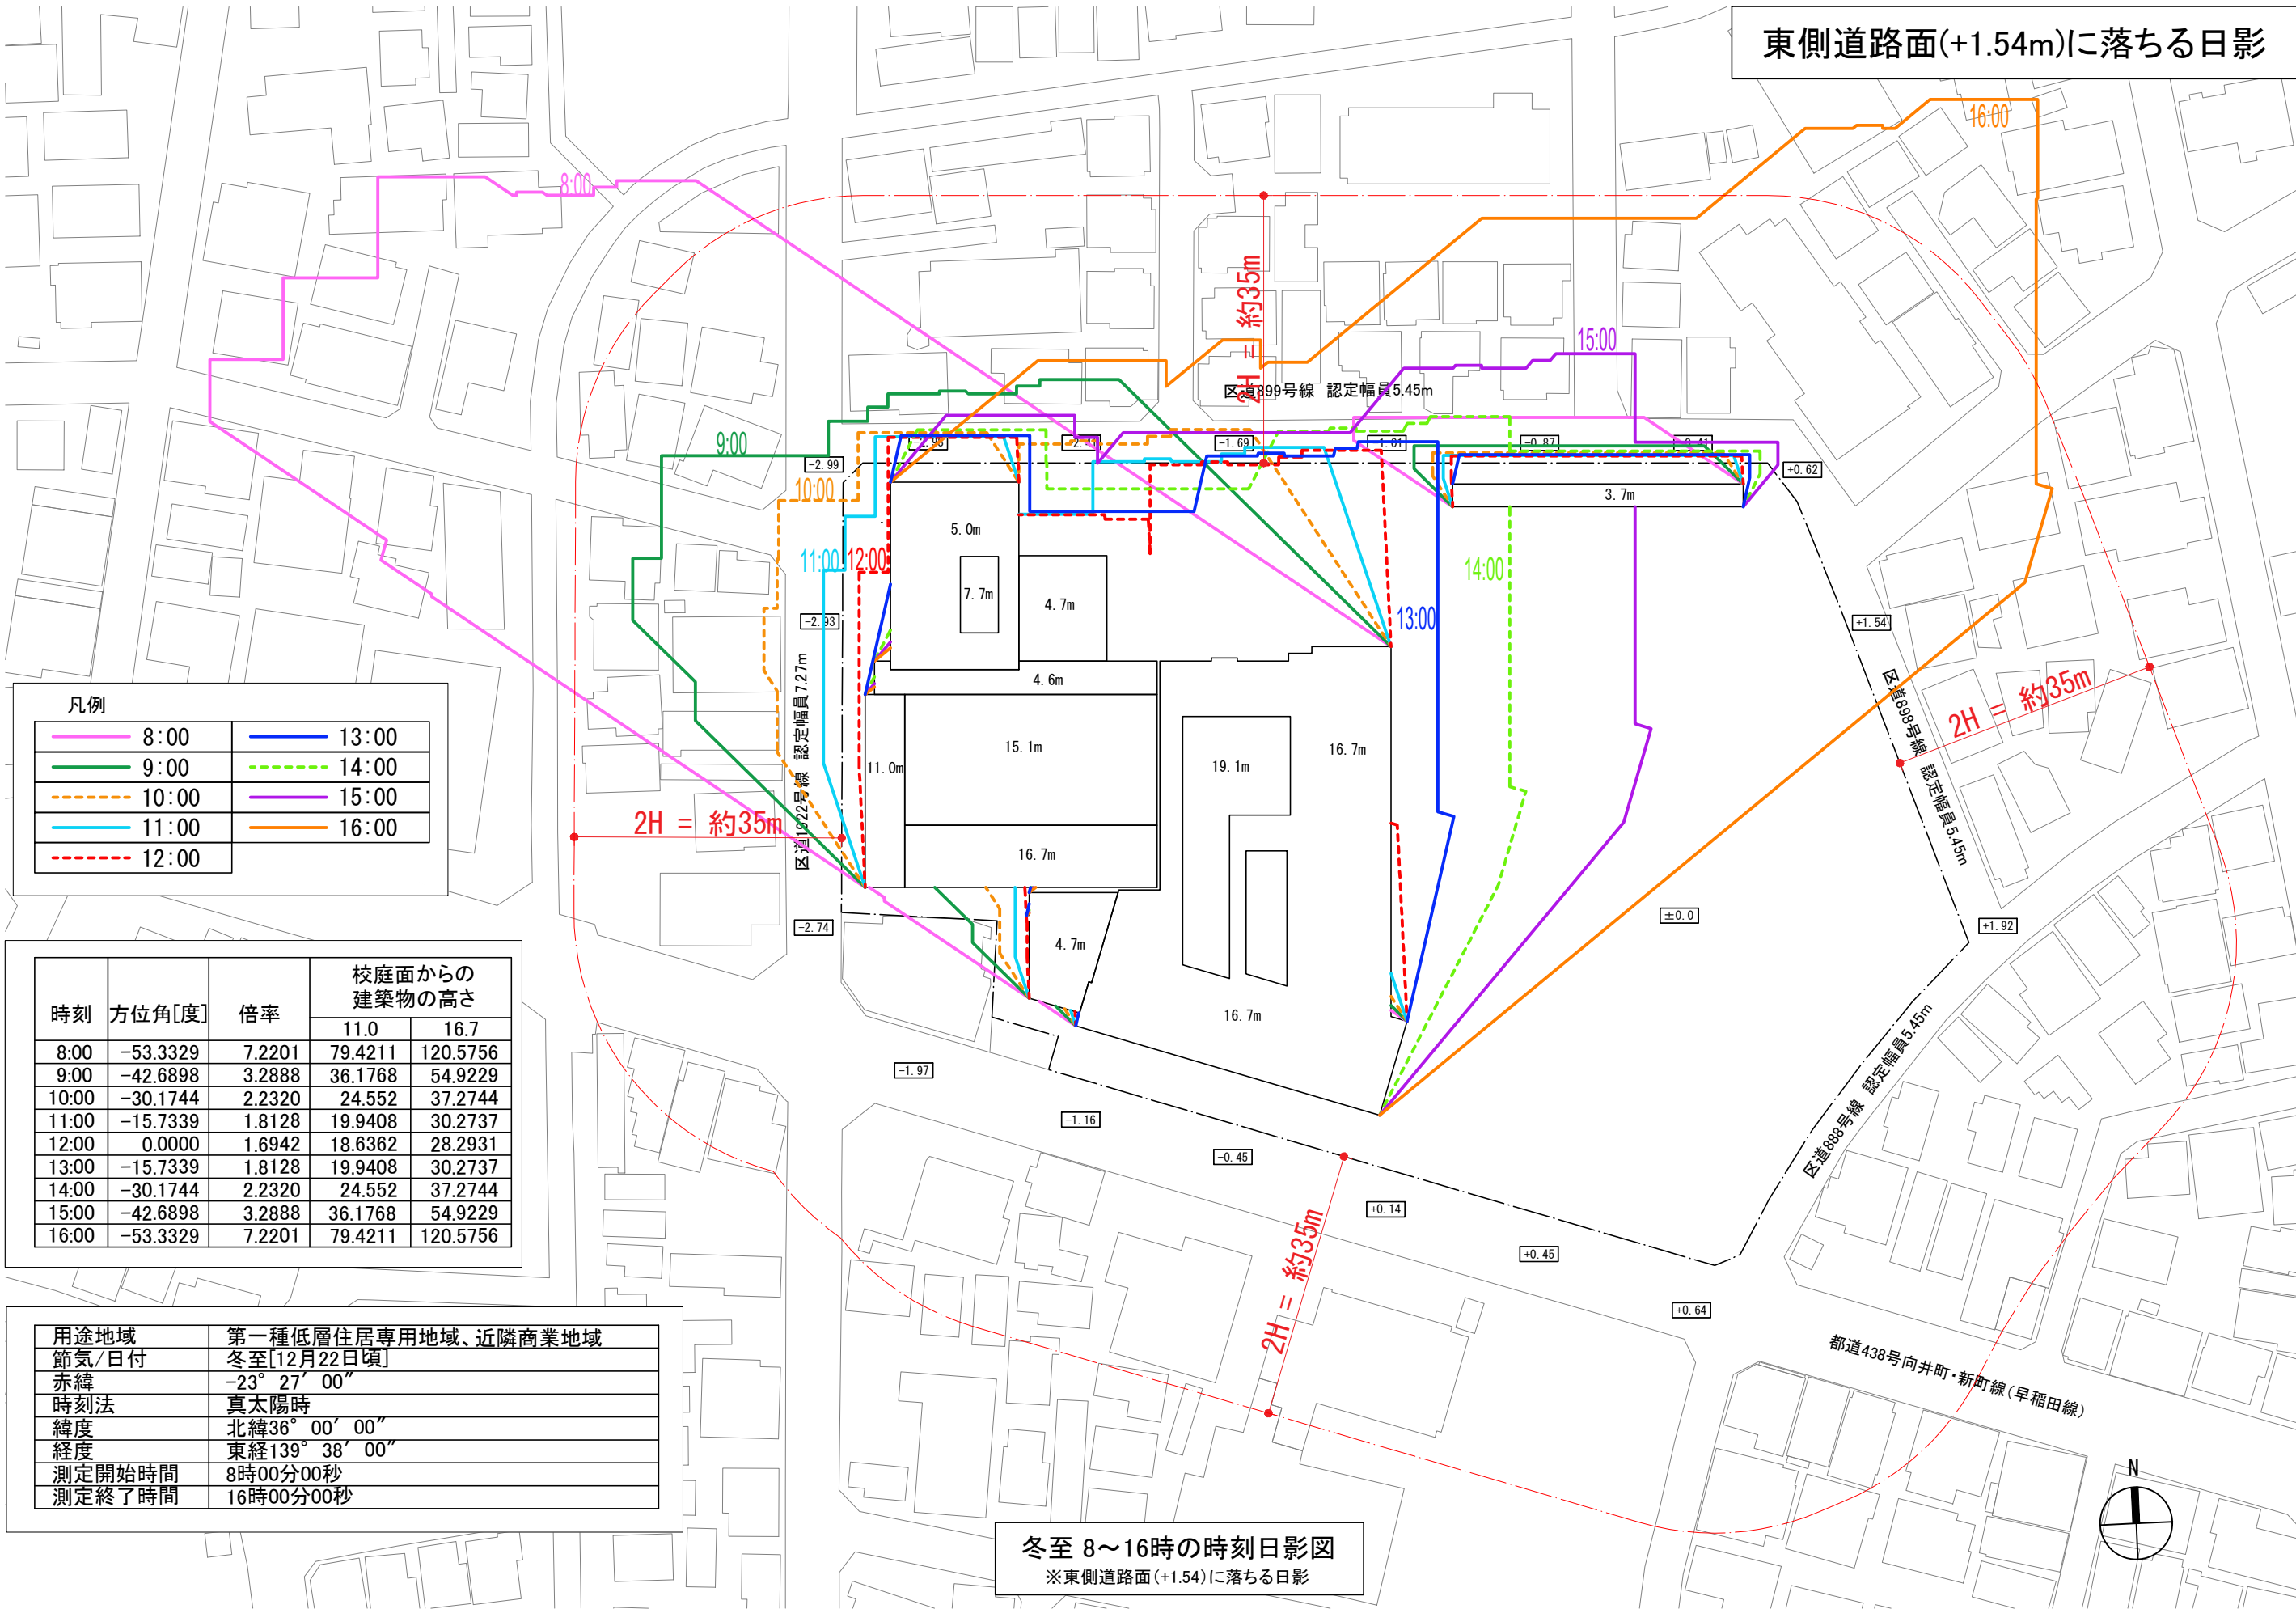 東側道路面(+1.54m)に落ちる日影
16:00
8:00
2H = 約35m
15:00
区道899号線 認定幅員5.45m
9:00
-2.99
-1.69
-0.87
+0.62
10:00
3.7m
5.0m
11:00
12:00
14:00
7.7m
4.7m
13:00
-2.93
+1.54
4.6m
区道1922号線 認定幅員7.27m
区道898号線 認定幅員5.45m
2H = 約35m
15.1m
16.7m
19.1m
11.0m
2H = 約35m
16.7m
4.7m
±0.0
-2.74
+1.92
16.7m
区道888号線 認定幅員5.45m
-1.97
-1.16
-0.45
+0.14
+0.45
+0.64
2H = 約35m
都道438号向井町・新町線(早稲田線)
N
凡例
8:00 13:00
9:00 14:00
10:00 15:00
11:00 16:00
12:00
時刻 方位角[度] 倍率 校庭面からの
建築物の高さ
11.0 16.7
8:00 -53.3329 7.2201 79.4211 120.5756
9:00 -42.6898 3.2888 36.1768 54.9229
10:00 -30.1744 2.2320 24.552 37.2744
11:00 -15.7339 1.8128 19.9408 30.2737
12:00 0.0000 1.6942 18.6362 28.2931
13:00 -15.7339 1.8128 19.9408 30.2737
14:00 -30.1744 2.2320 24.552 37.2744
15:00 -42.6898 3.2888 36.1768 54.9229
16:00 -53.3329 7.2201 79.4211 120.5756
用途地域 第一種低層住居専用地域、近隣商業地域
節気/日付 冬至[12月22日頃]
赤緯 -23° 27′ 00″
時刻法 真太陽時
緯度 北緯36° 00′ 00″
経度 東経139° 38′ 00″
測定開始時間 8時00分00秒
測定終了時間 16時00分00秒
冬至 8～16時の時刻日影図
※東側道路面(+1.54)に落ちる日影